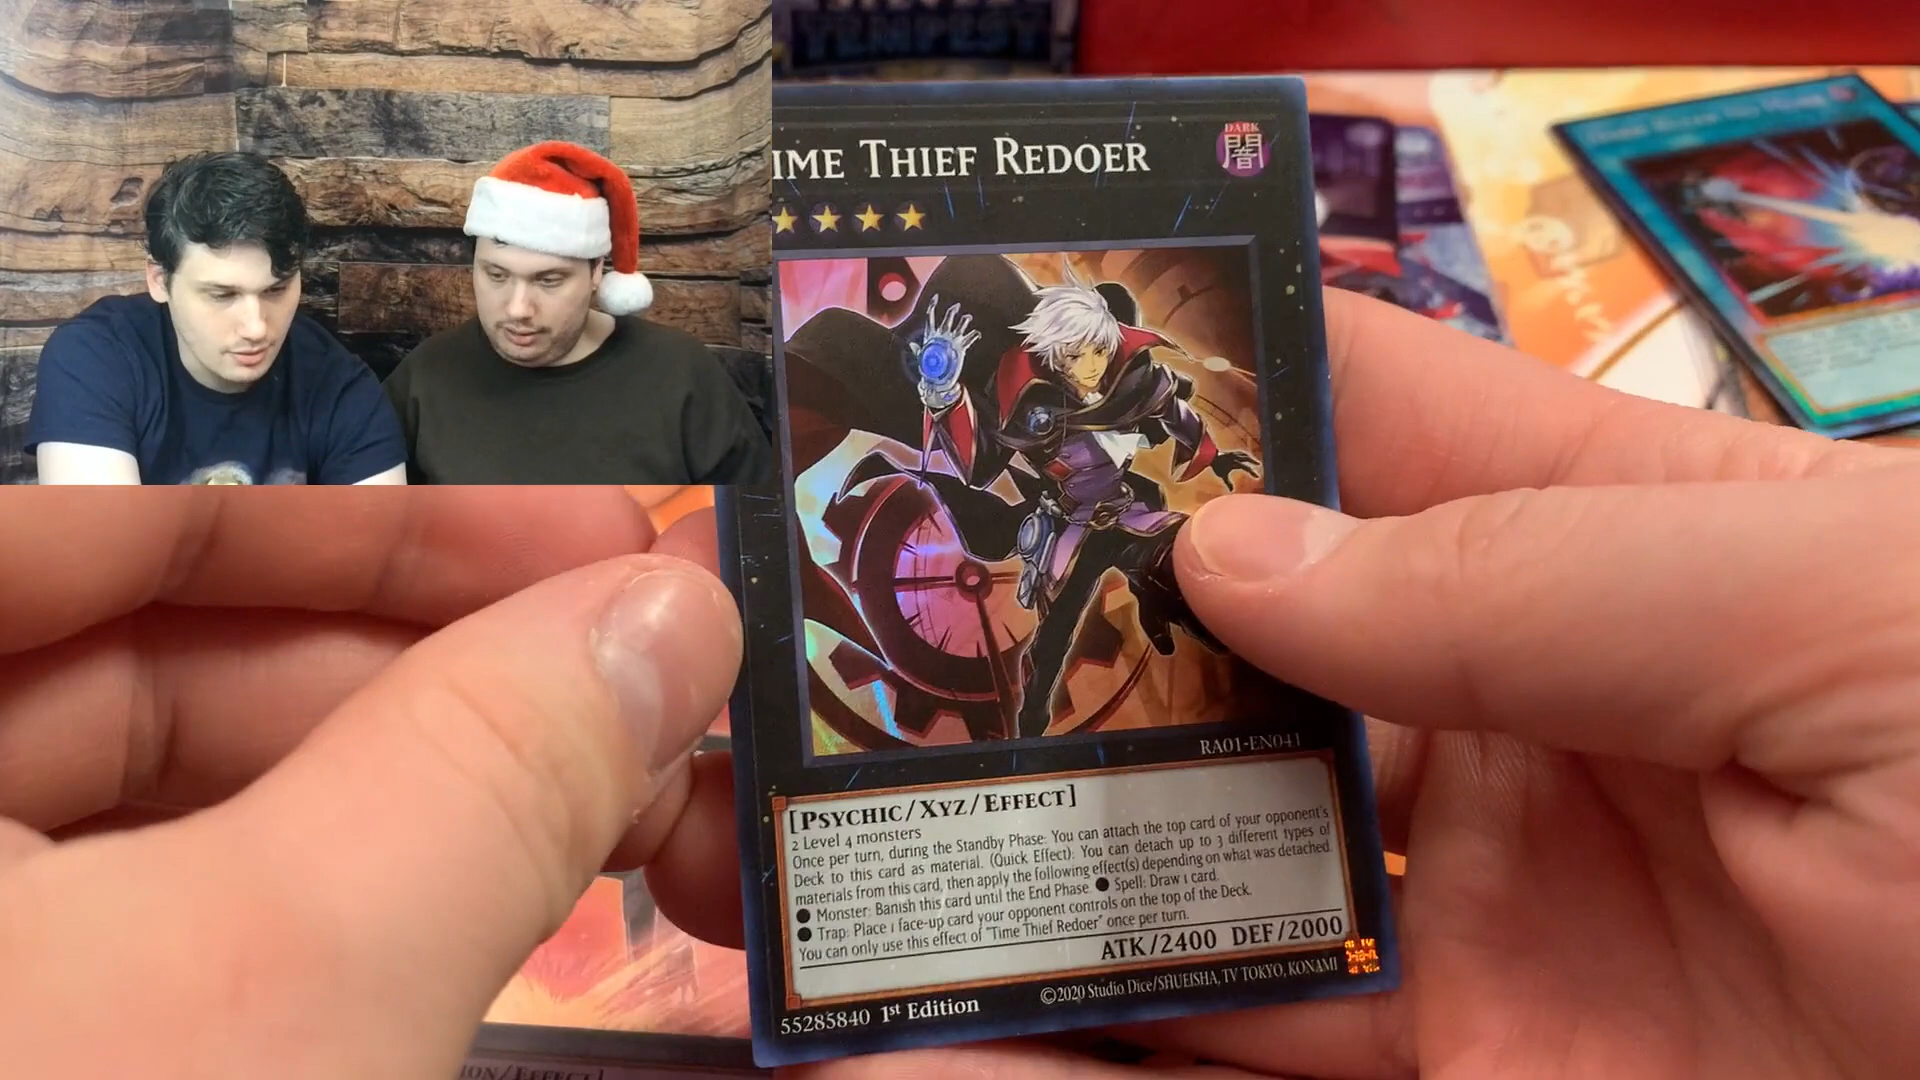 TEMPEST
IME THIEF REDOER
DARK
闇
RA01-EN041
[PSYCHIC/XYZ/EFFECT]
2 Level 4 monsters
Once per turn, during the Standby Phase: You can attach the top card of your opponent's
Deck to this card as material. (Quick Effect): You can detach up to 3 different types of
materials from this card, then apply the following effect(s) depending on what was detached.
● Monster: Banish this card until the End Phase. ● Spell: Draw 1 card.
● Trap: Place 1 face-up card your opponent controls on the top of the Deck.
You can only use this effect of "Time Thief Redoer" once per turn.
ATK/2400 DEF/2000
55285840 1st Edition
©2020 Studio Dice/SHUEISHA, TV TOKYO, KONAMI
ION/EFFECT]